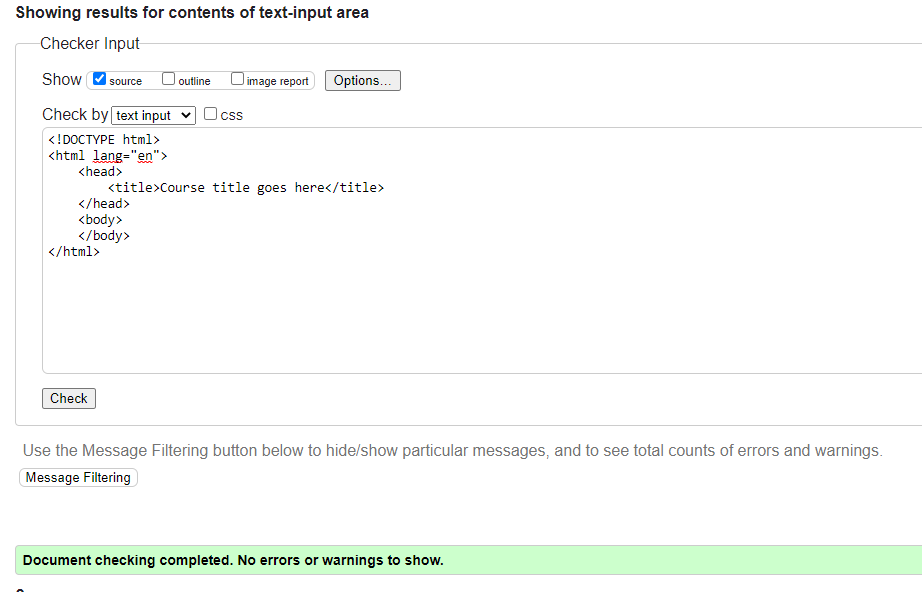 Showing results for contents of text-input area
Checker Input
Show source outline image report Options...
Check by text input css
<!DOCTYPE html>
<html lang="en">
    <head>
        <title>Course title goes here</title>
    </head>
    <body>
    </body>
</html>
Check
Use the Message Filtering button below to hide/show particular messages, and to see total counts of errors and warnings.
Message Filtering
Document checking completed. No errors or warnings to show.